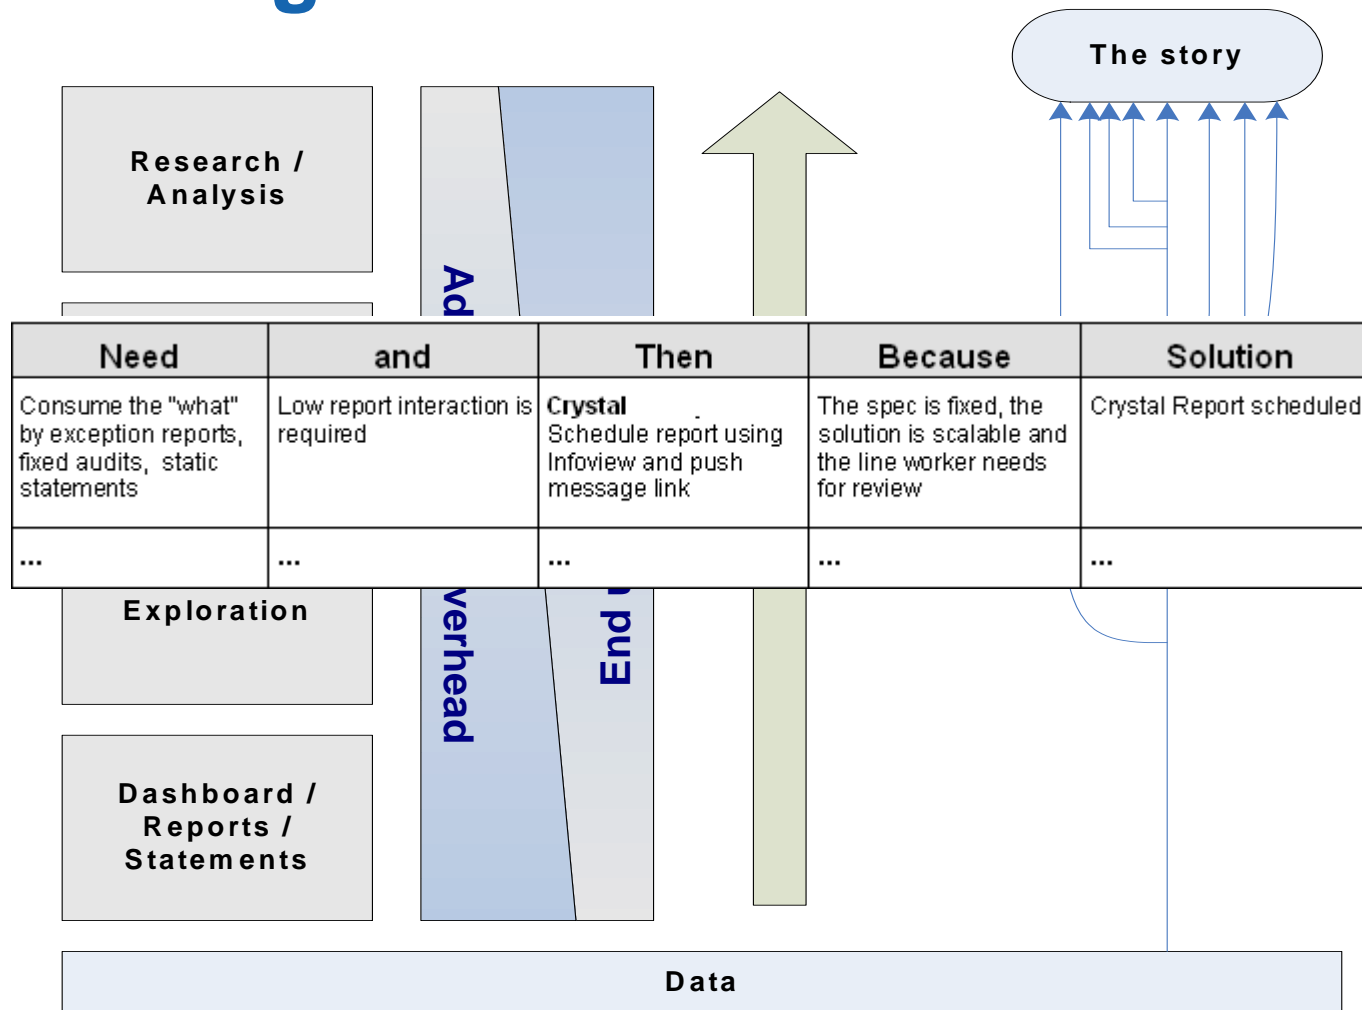 The story
Research /
Analysis
Need
and
Then
Because
Solution
Consume the "what"
by exception reports,
fixed audits, static
statements
Low report interaction is
required
Crystal
Schedule report using
Infoview and push
message link
The spec is fixed, the
solution is scalable and
the line worker needs
for review
Crystal Report scheduled
...
...
...
...
...
Exploration
End
Dashboard /
Reports /
Statements
Data